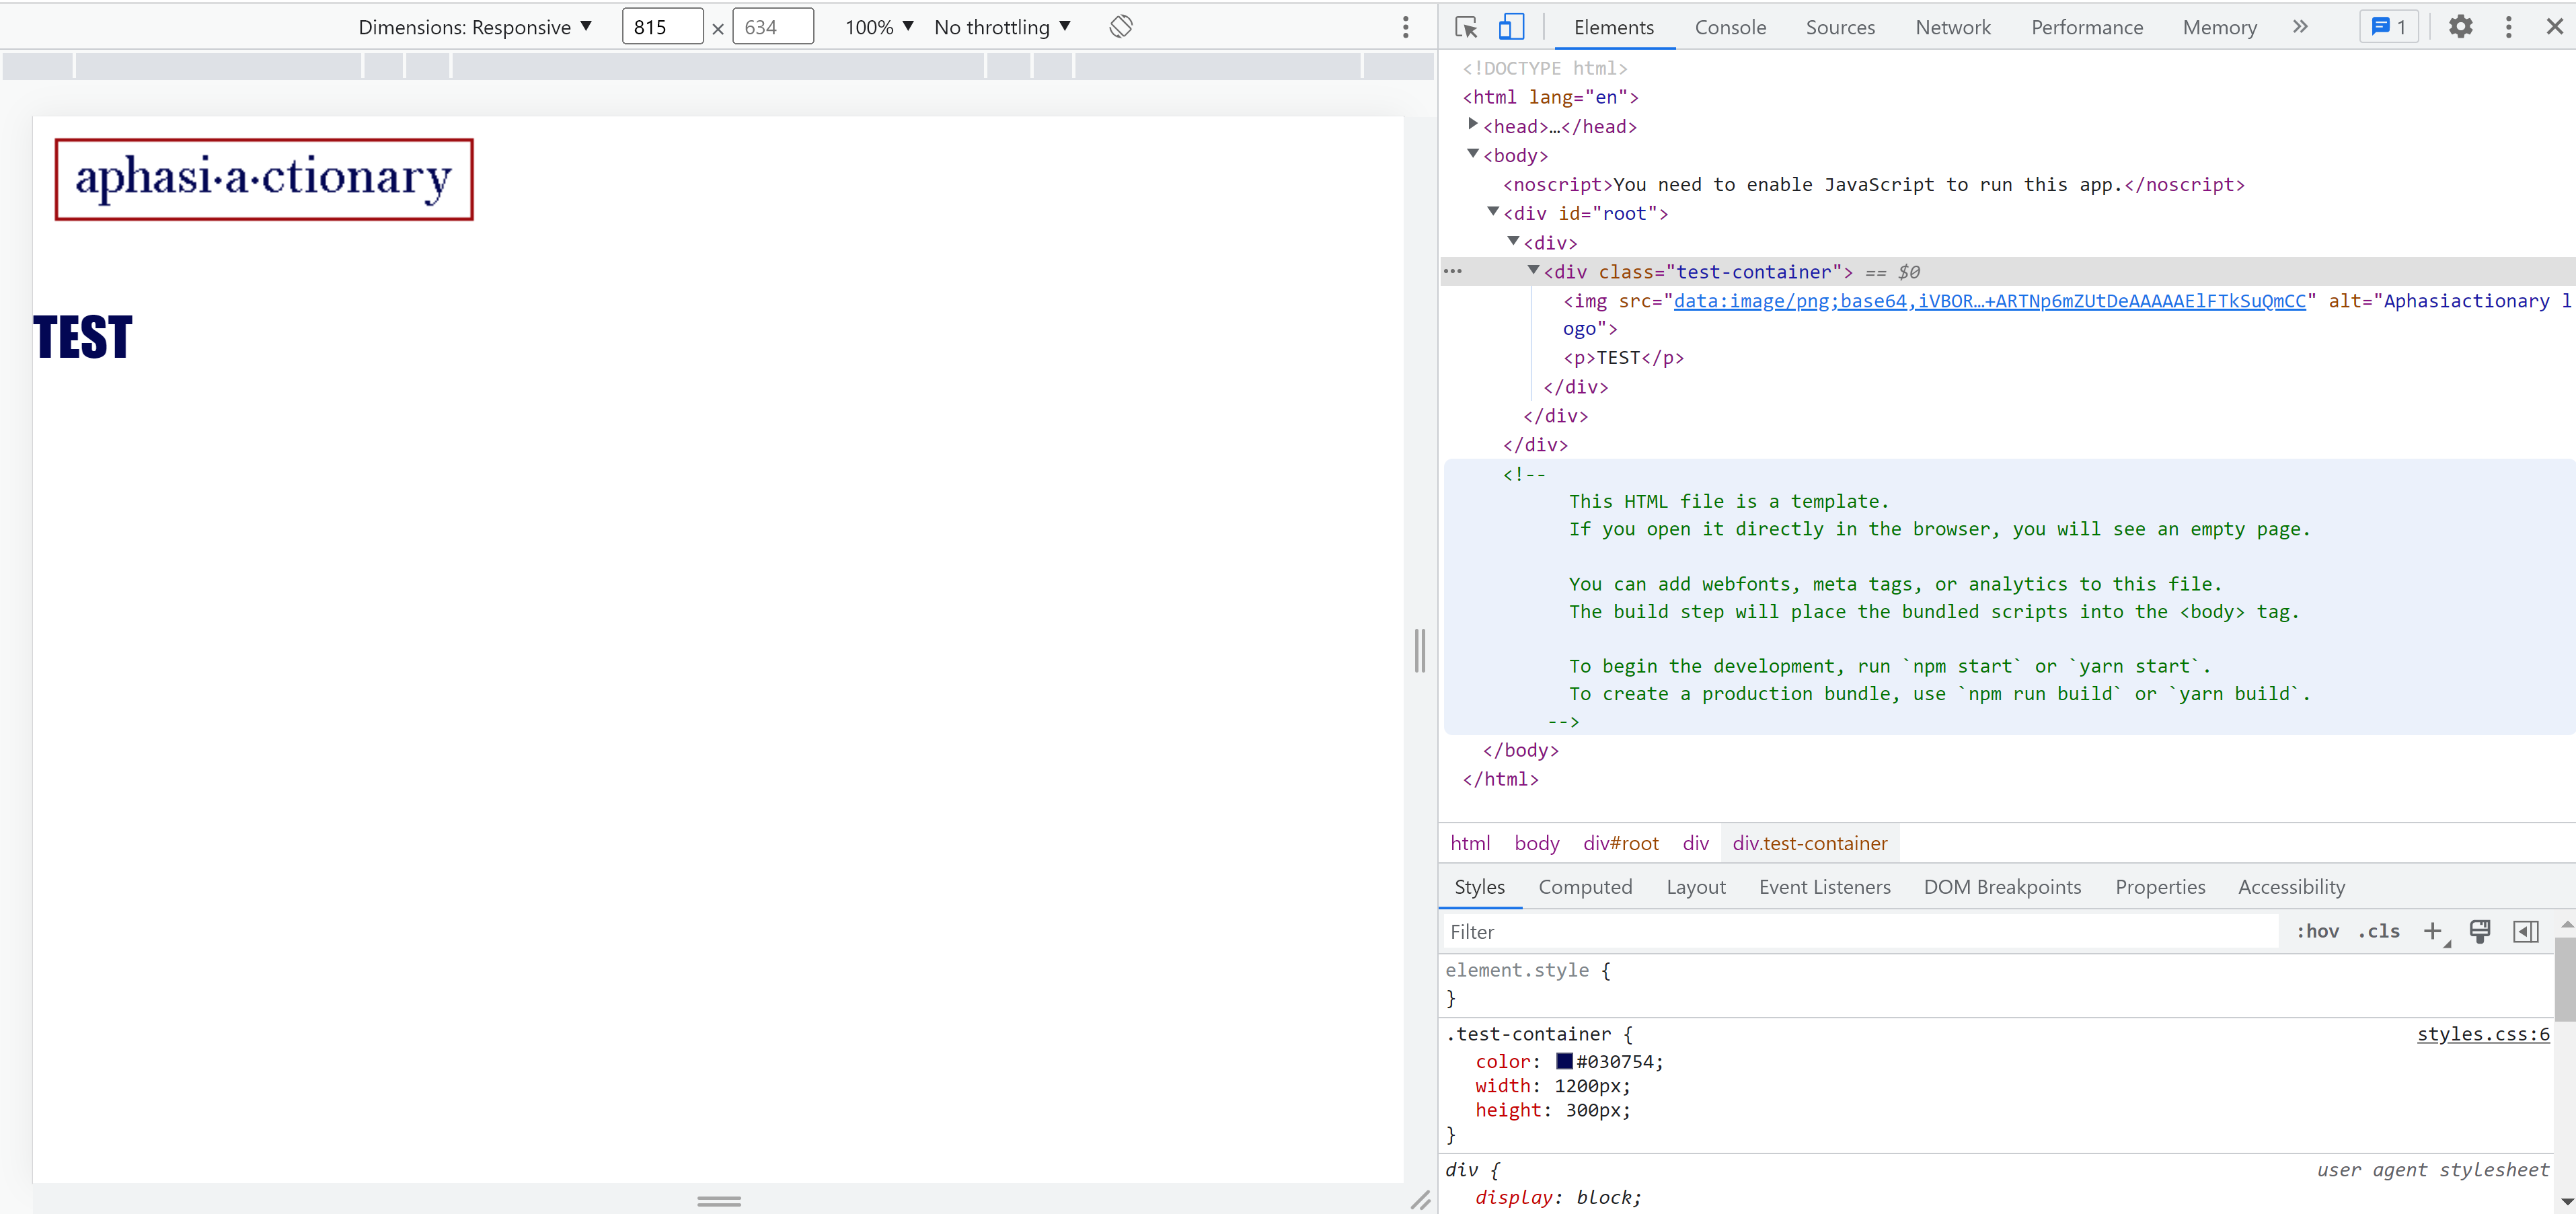 Dimensions: Responsive ▼ 815 × 634 100% ▼ No throttling ▼
aphasi·a·ctionary
TEST
Elements Console Sources Network Performance Memory » 1
<!DOCTYPE html>
<html lang="en">
<head>…</head>
<body>
<noscript>You need to enable JavaScript to run this app.</noscript>
<div id="root">
<div>
<div class="test-container"> == $0
<img src="data:image/png;base64,iVBOR…+ARTNp6mZUtDeAAAAAElFTkSuQmCC" alt="Aphasiactionary l
ogo">
<p>TEST</p>
</div>
</div>
</div>
<!--
This HTML file is a template.
If you open it directly in the browser, you will see an empty page.
You can add webfonts, meta tags, or analytics to this file.
The build step will place the bundled scripts into the <body> tag.
To begin the development, run `npm start` or `yarn start`.
To create a production bundle, use `npm run build` or `yarn build`.
-->
</body>
</html>
html body div#root div div.test-container
Styles Computed Layout Event Listeners DOM Breakpoints Properties Accessibility
Filter :hov .cls +
element.style {
}
.test-container { styles.css:6
color: #030754;
width: 1200px;
height: 300px;
}
div { user agent stylesheet
display: block;